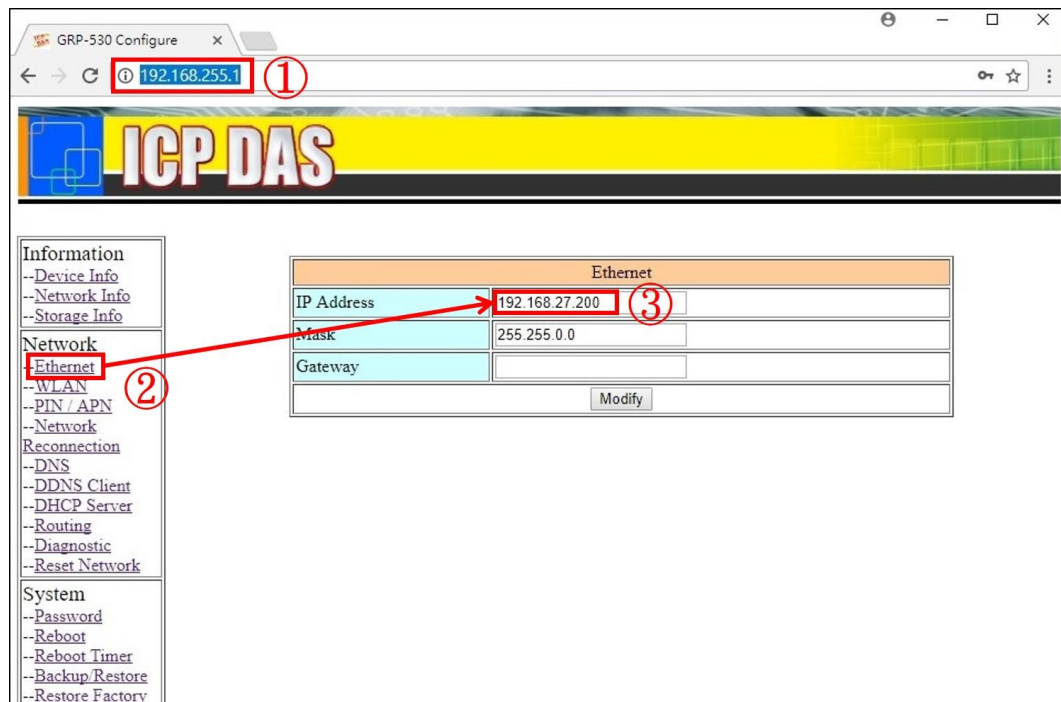 GRP-530 Configure
192.168.255.1
①
ICP DAS
Information
--Device Info
--Network Info
--Storage Info
Network
--Ethernet
--WLAN
--PIN / APN
--Network
Reconnection
--DNS
--DDNS Client
--DHCP Server
--Routing
--Diagnostic
--Reset Network
②
System
--Password
--Reboot
--Reboot Timer
--Backup/Restore
--Restore Factory
Ethernet
IP Address 192.168.27.200 ③
Mask 255.255.0.0
Gateway
Modify